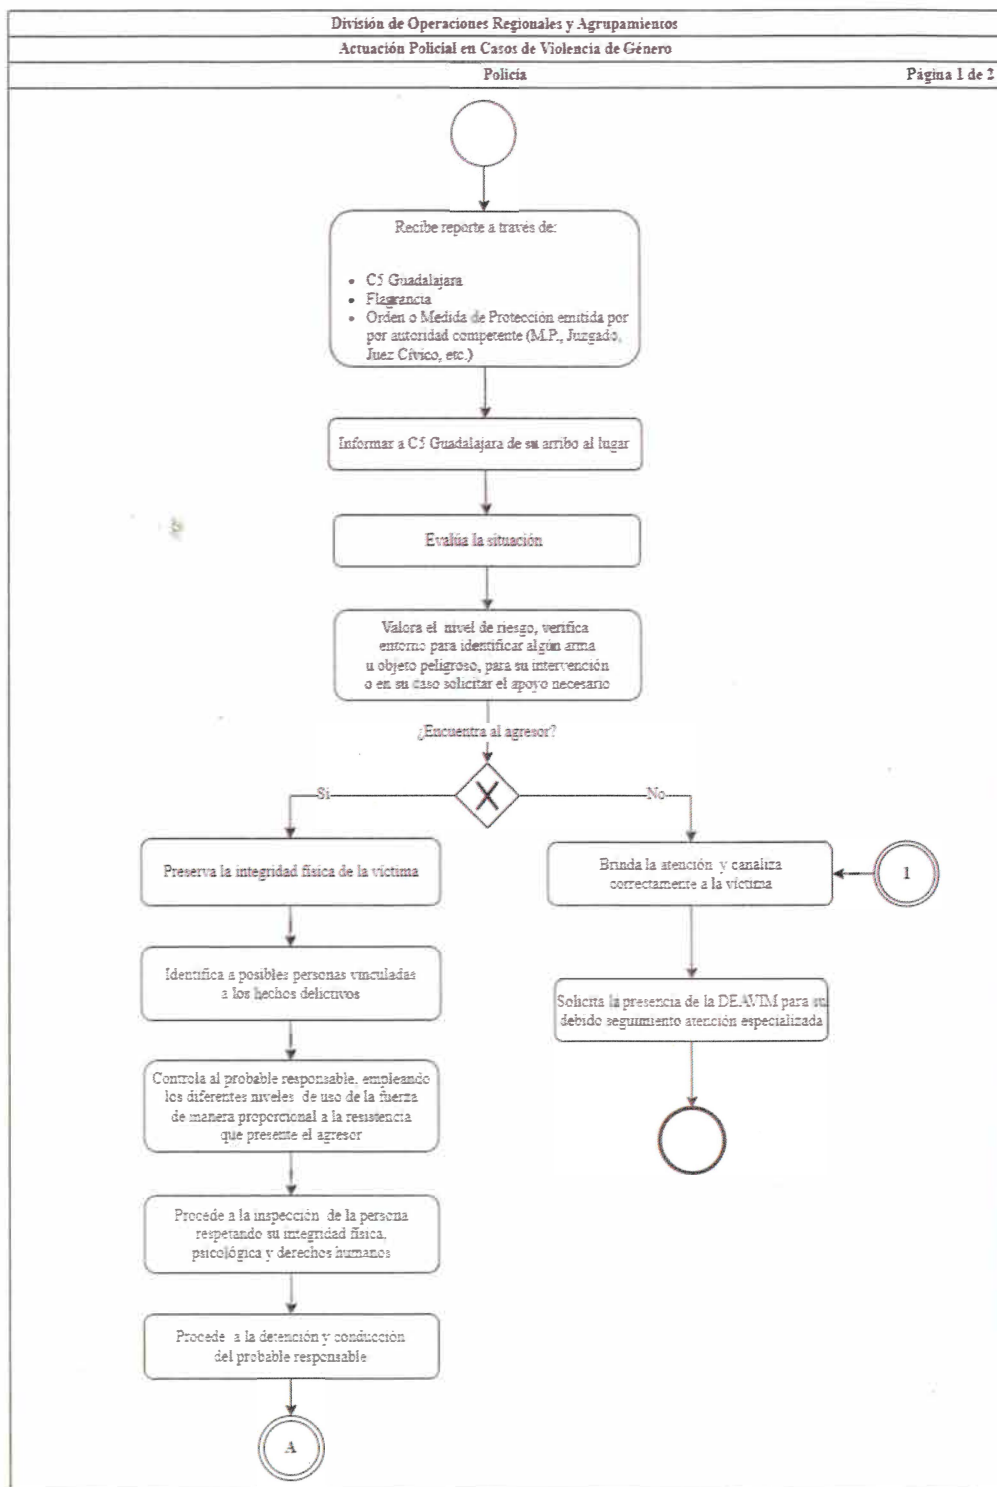 División de Operaciones Regionales y Agrupamientos
Actuación Policial en Casos de Violencia de Género
Policía
Página 1 de 2
Recibe reporte a través de:
• C5 Guadalajara
• Flagrancia
• Orden o Medida de Protección emitida por
por autoridad competente (M.P., Juzgado,
Juez Cívico, etc.)
Informar a C5 Guadalajara de su arribo al lugar
Evalúa la situación
Valora el nivel de riesgo, verifica
entorno para identificar algún arma
u objeto peligroso, para su intervención
o en su caso solicitar el apoyo necesario
¿Encuentra al agresor?
Si
No
Preserva la integridad física de la víctima
Brinda la atención y canaliza
correctamente a la víctima
1
Identifica a posibles personas vinculadas
a los hechos delictivos
Solicita la presencia de la DEAVIM para su
debido seguimiento atención especializada
Controla al probable responsable, empleando
los diferentes niveles de uso de la fuerza
de manera proporcional a la resistencia
que presente el agresor
Procede a la inspección de la persona
respetando su integridad física,
psicológica y derechos humanos
Procede a la detención y conducción
del probable responsable
A